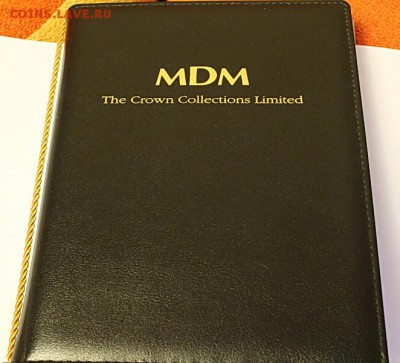 COINS.LAVE.RU
MDM
The Crown Collections Limited